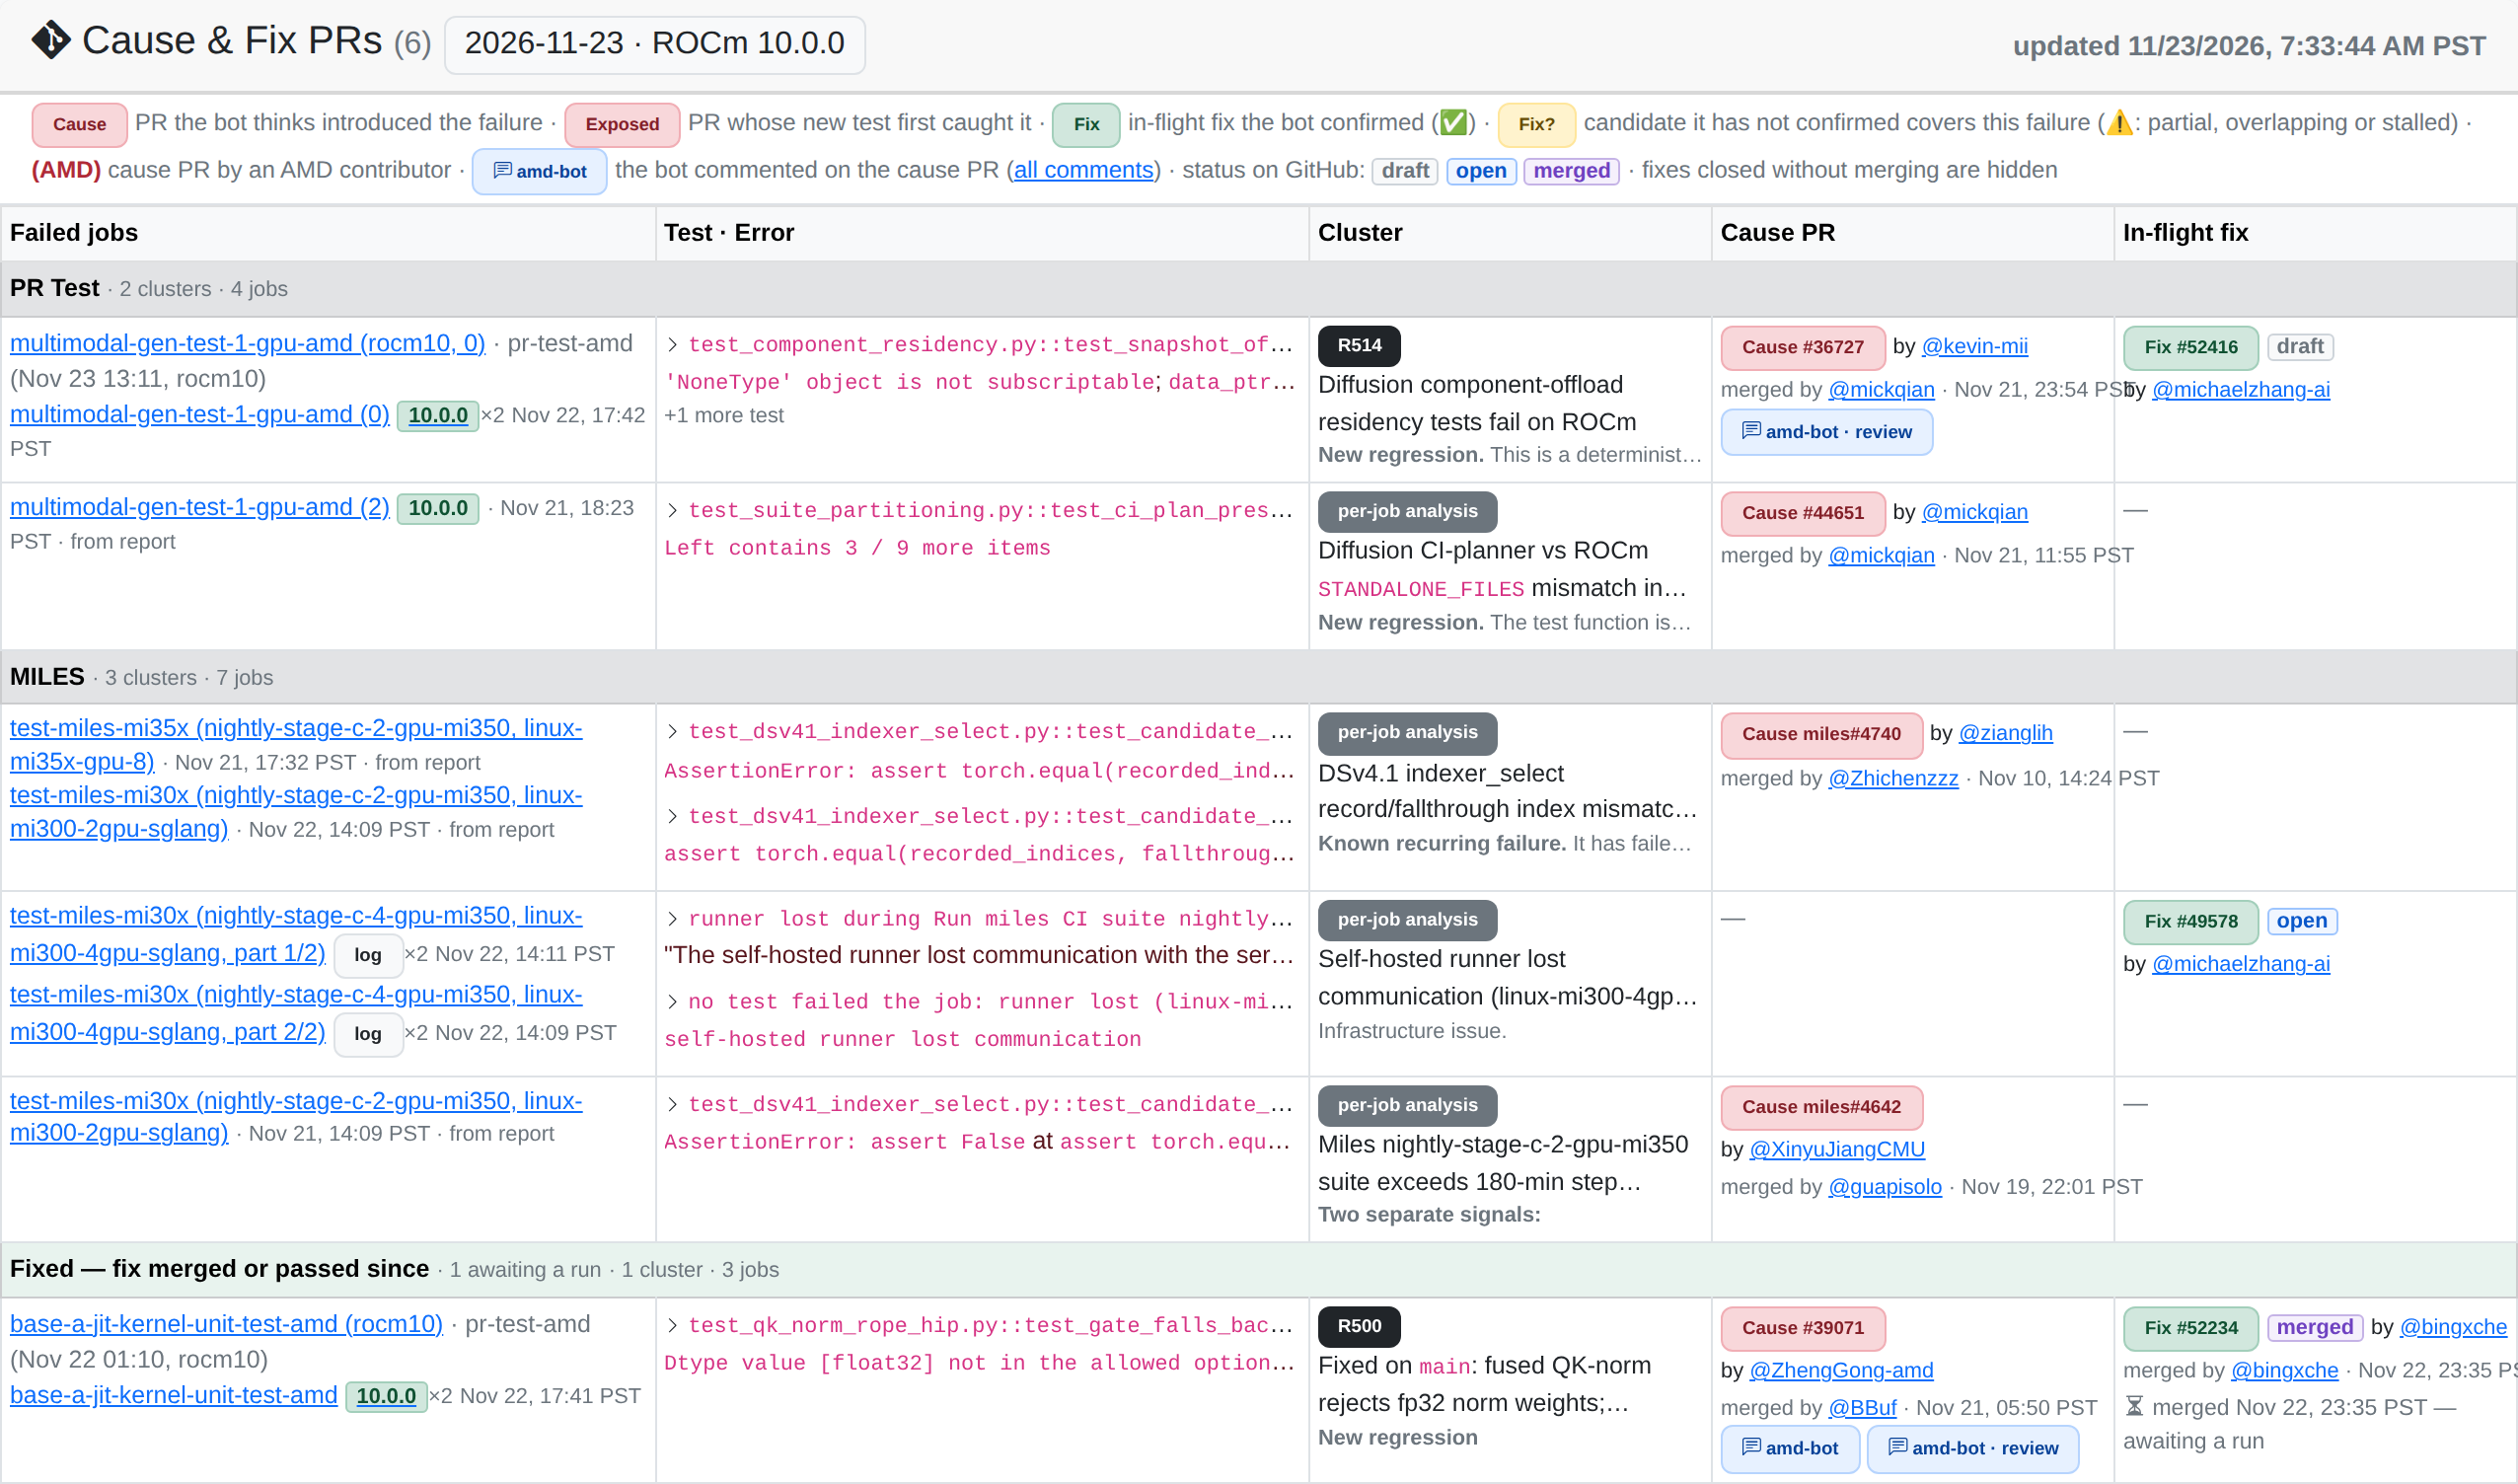 Cause & Fix PRs (6) 2026-11-23 · ROCm 10.0.0
updated 11/23/2026, 7:33:44 AM PST
Cause PR the bot thinks introduced the failure · Exposed PR whose new test first caught it · Fix in-flight fix the bot confirmed (✅) · Fix? candidate it has not confirmed covers this failure (⚠️: partial, overlapping or stalled) ·
(AMD) cause PR by an AMD contributor · amd-bot the bot commented on the cause PR (all comments) · status on GitHub: draft open merged · fixes closed without merging are hidden
Failed jobs
Test · Error
Cluster
Cause PR
In-flight fix
PR Test · 2 clusters · 4 jobs
multimodal-gen-test-1-gpu-amd (rocm10, 0) · pr-test-amd
(Nov 23 13:11, rocm10)
multimodal-gen-test-1-gpu-amd (0) 10.0.0 ×2 Nov 22, 17:42
PST
> test_component_residency.py::test_snapshot_of…
'NoneType' object is not subscriptable; data_ptr…
+1 more test
R514
Diffusion component-offload
residency tests fail on ROCm
New regression. This is a determinist…
Cause #36727 by @kevin-mii
merged by @mickqian · Nov 21, 23:54 PST
amd-bot · review
Fix #52416 draft
by @michaelzhang-ai
multimodal-gen-test-1-gpu-amd (2) 10.0.0 · Nov 21, 18:23
PST · from report
> test_suite_partitioning.py::test_ci_plan_pres…
Left contains 3 / 9 more items
per-job analysis
Diffusion CI-planner vs ROCm
STANDALONE_FILES mismatch in…
New regression. The test function is…
Cause #44651 by @mickqian
merged by @mickqian · Nov 21, 11:55 PST
—
MILES · 3 clusters · 7 jobs
test-miles-mi35x (nightly-stage-c-2-gpu-mi350, linux-
mi35x-gpu-8) · Nov 21, 17:32 PST · from report
test-miles-mi30x (nightly-stage-c-2-gpu-mi350, linux-
mi300-2gpu-sglang) · Nov 22, 14:09 PST · from report
> test_dsv41_indexer_select.py::test_candidate_…
AssertionError: assert torch.equal(recorded_ind…
> test_dsv41_indexer_select.py::test_candidate_…
assert torch.equal(recorded_indices, fallthroug…
per-job analysis
DSv4.1 indexer_select
record/fallthrough index mismatc…
Known recurring failure. It has faile…
Cause miles#4740 by @zianglih
merged by @Zhichenzzz · Nov 10, 14:24 PST
—
test-miles-mi30x (nightly-stage-c-4-gpu-mi350, linux-
mi300-4gpu-sglang, part 1/2) log ×2 Nov 22, 14:11 PST
test-miles-mi30x (nightly-stage-c-4-gpu-mi350, linux-
mi300-4gpu-sglang, part 2/2) log ×2 Nov 22, 14:09 PST
> runner lost during Run miles CI suite nightly…
"The self-hosted runner lost communication with the ser…
> no test failed the job: runner lost (linux-mi…
self-hosted runner lost communication
per-job analysis
Self-hosted runner lost
communication (linux-mi300-4gp…
Infrastructure issue.
—
Fix #49578 open
by @michaelzhang-ai
test-miles-mi30x (nightly-stage-c-2-gpu-mi350, linux-
mi300-2gpu-sglang) · Nov 21, 14:09 PST · from report
> test_dsv41_indexer_select.py::test_candidate_…
AssertionError: assert False at assert torch.equ…
per-job analysis
Miles nightly-stage-c-2-gpu-mi350
suite exceeds 180-min step…
Two separate signals:
Cause miles#4642
by @XinyuJiangCMU
merged by @guapisolo · Nov 19, 22:01 PST
—
Fixed — fix merged or passed since · 1 awaiting a run · 1 cluster · 3 jobs
base-a-jit-kernel-unit-test-amd (rocm10) · pr-test-amd
(Nov 22 01:10, rocm10)
base-a-jit-kernel-unit-test-amd 10.0.0 ×2 Nov 22, 17:41 PST
> test_qk_norm_rope_hip.py::test_gate_falls_bac…
Dtype value [float32] not in the allowed option…
R500
Fixed on main: fused QK-norm
rejects fp32 norm weights;…
New regression
Cause #39071
by @ZhengGong-amd
merged by @BBuf · Nov 21, 05:50 PST
amd-bot amd-bot · review
Fix #52234 merged by @bingxche
merged by @bingxche · Nov 22, 23:35 PS
⏳ merged Nov 22, 23:35 PST —
awaiting a run